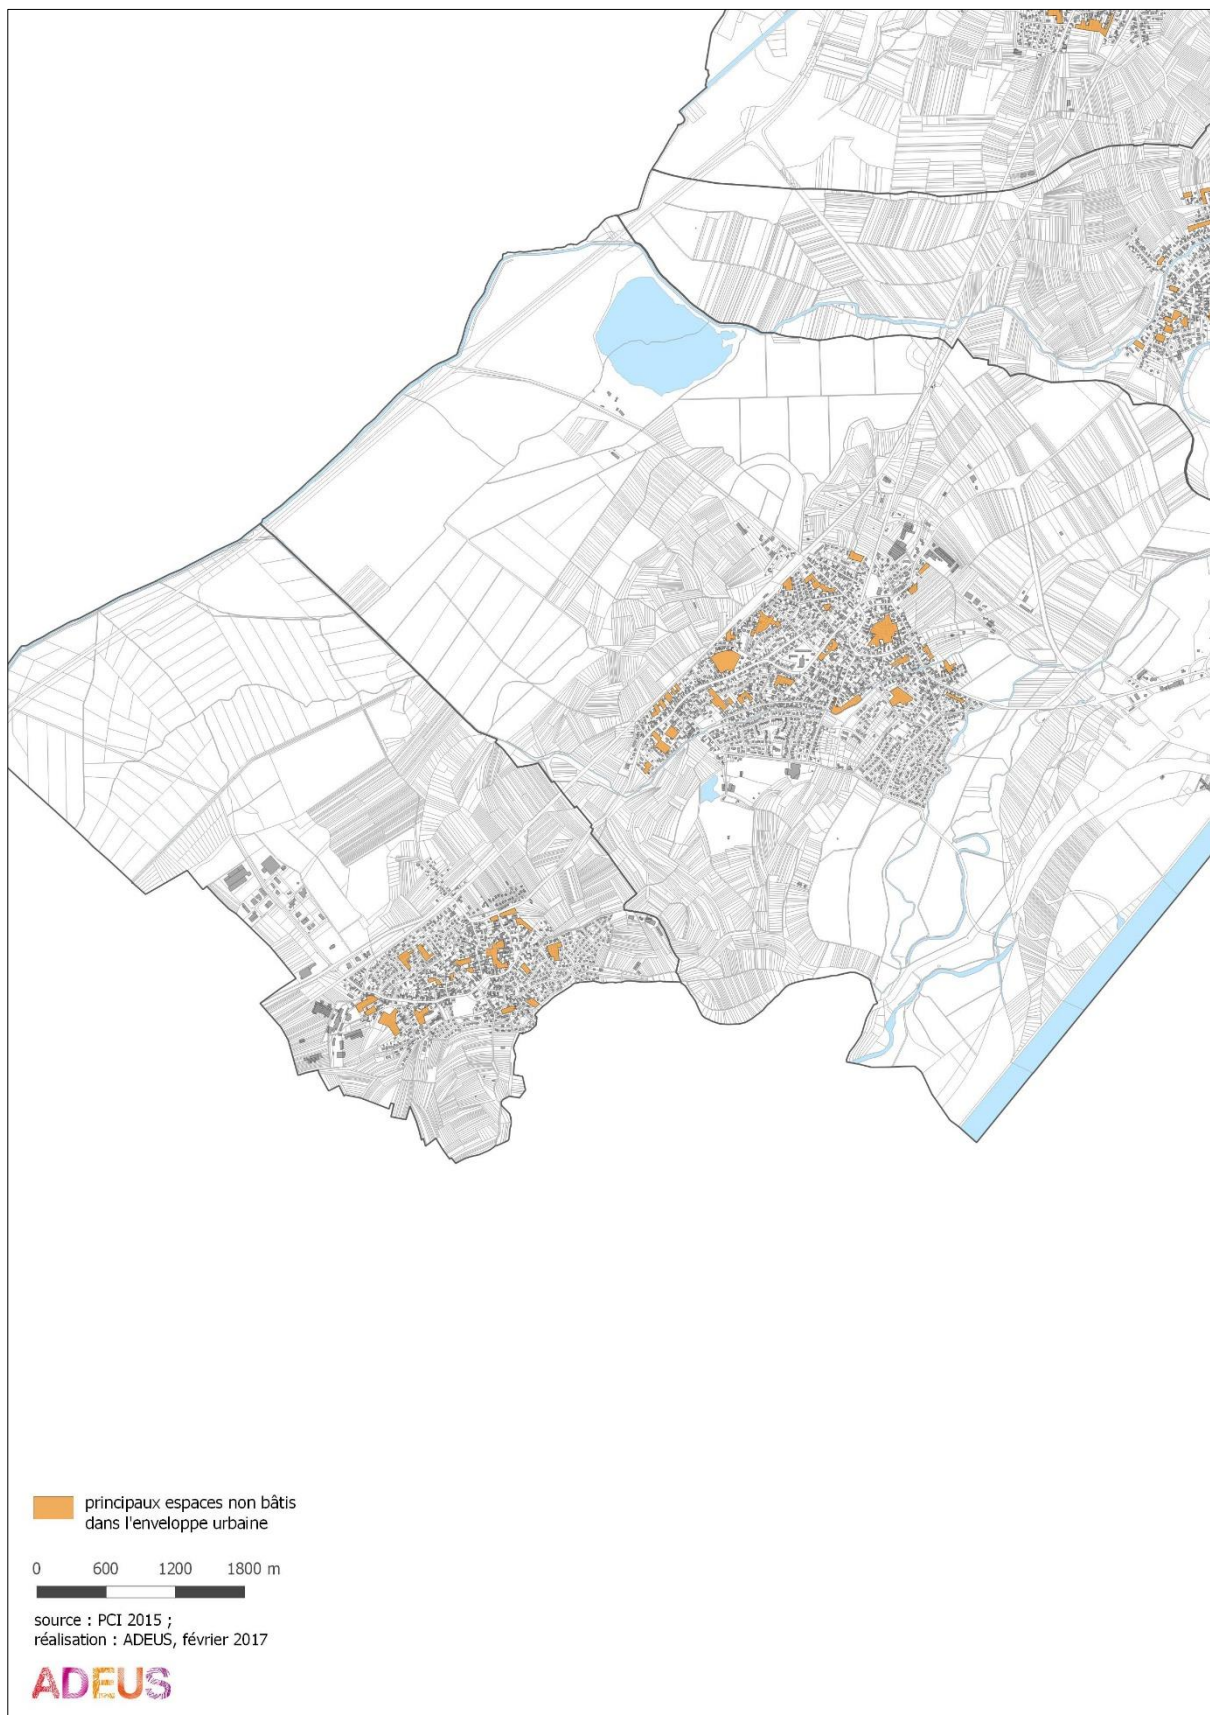 principaux espaces non bâtis
dans l'enveloppe urbaine
0 600 1200 1800 m
source : PCI 2015 ;
réalisation : ADEUS, février 2017
ADEUS